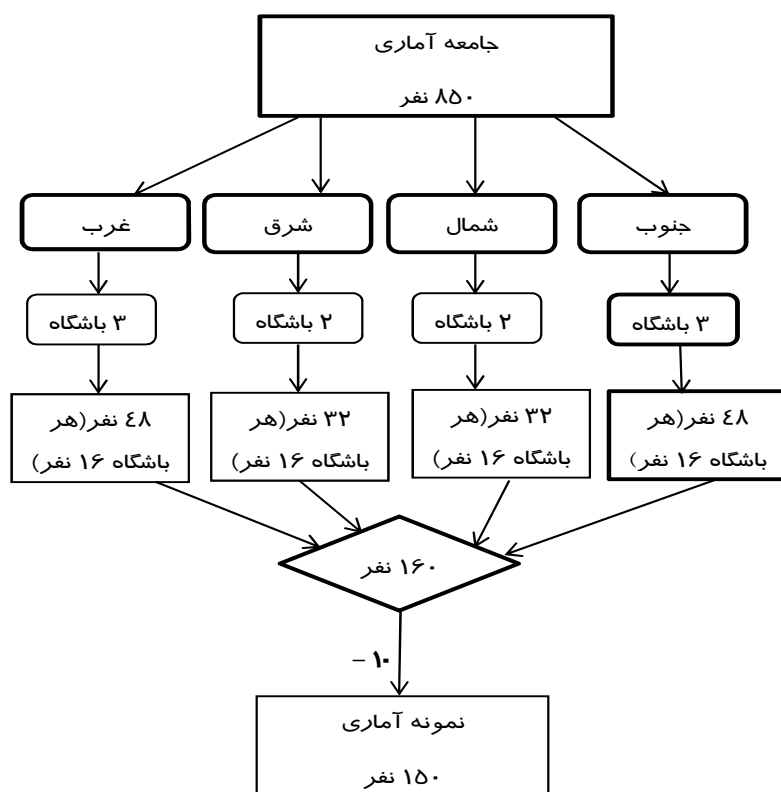 جامعه آماری
۸۵۰ نفر
جنوب
شمال
شرق
غرب
۳ باشگاه
۲ باشگاه
۲ باشگاه
۳ باشگاه
٤۸ نفر(هر
باشگاه ۱۶ نفر)
۳۲ نفر(هر
باشگاه ۱۶ نفر)
۳۲ نفر(هر
باشگاه ۱۶ نفر)
٤۸ نفر(هر
باشگاه ۱۶ نفر)
۱۶۰ نفر
۱۰ –
نمونه آماری
۱۵۰ نفر